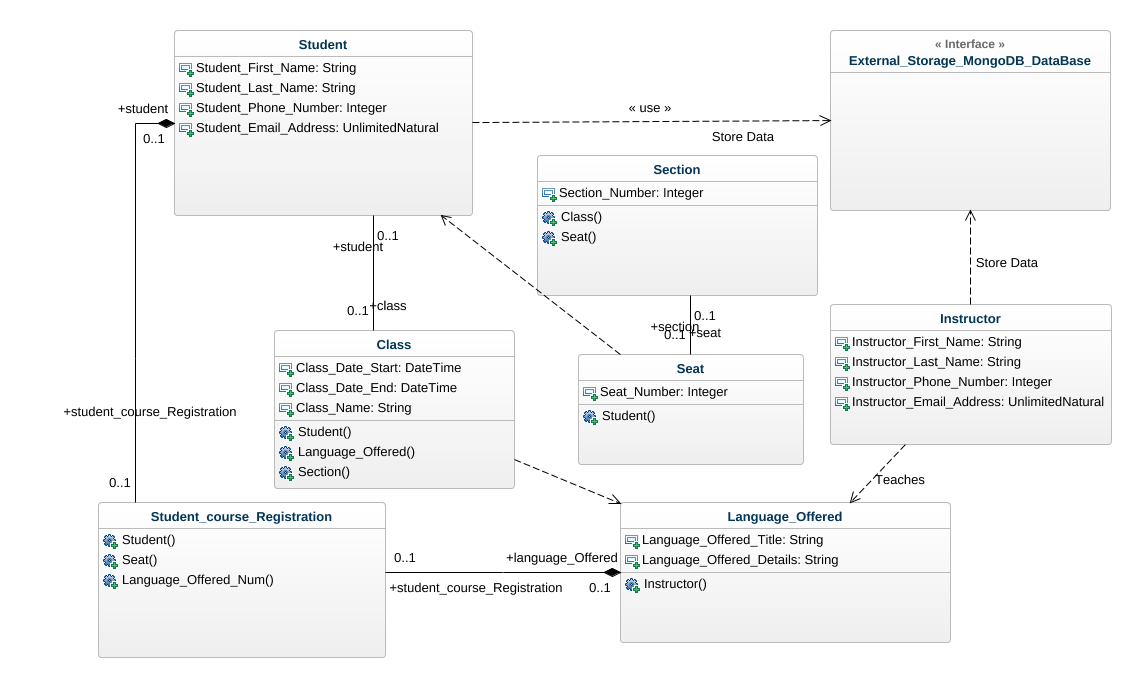 Student
Student_First_Name: String
Student_Last_Name: String
Student_Phone_Number: Integer
Student_Email_Address: UnlimitedNatural
« Interface »
External_Storage_MongoDB_DataBase
+student
0..1
« use »
Store Data
Section
Section_Number: Integer
Class()
Seat()
0..1
+student
0..1
+class
0..1
+section
0..1
+seat
Store Data
Class
Class_Date_Start: DateTime
Class_Date_End: DateTime
Class_Name: String
Student()
Language_Offered()
Section()
Seat
Seat_Number: Integer
Student()
Instructor
Instructor_First_Name: String
Instructor_Last_Name: String
Instructor_Phone_Number: Integer
Instructor_Email_Address: UnlimitedNatural
+student_course_Registration
0..1
Teaches
Student_course_Registration
Student()
Seat()
Language_Offered_Num()
0..1
+language_Offered
+student_course_Registration
0..1
Language_Offered
Language_Offered_Title: String
Language_Offered_Details: String
Instructor()